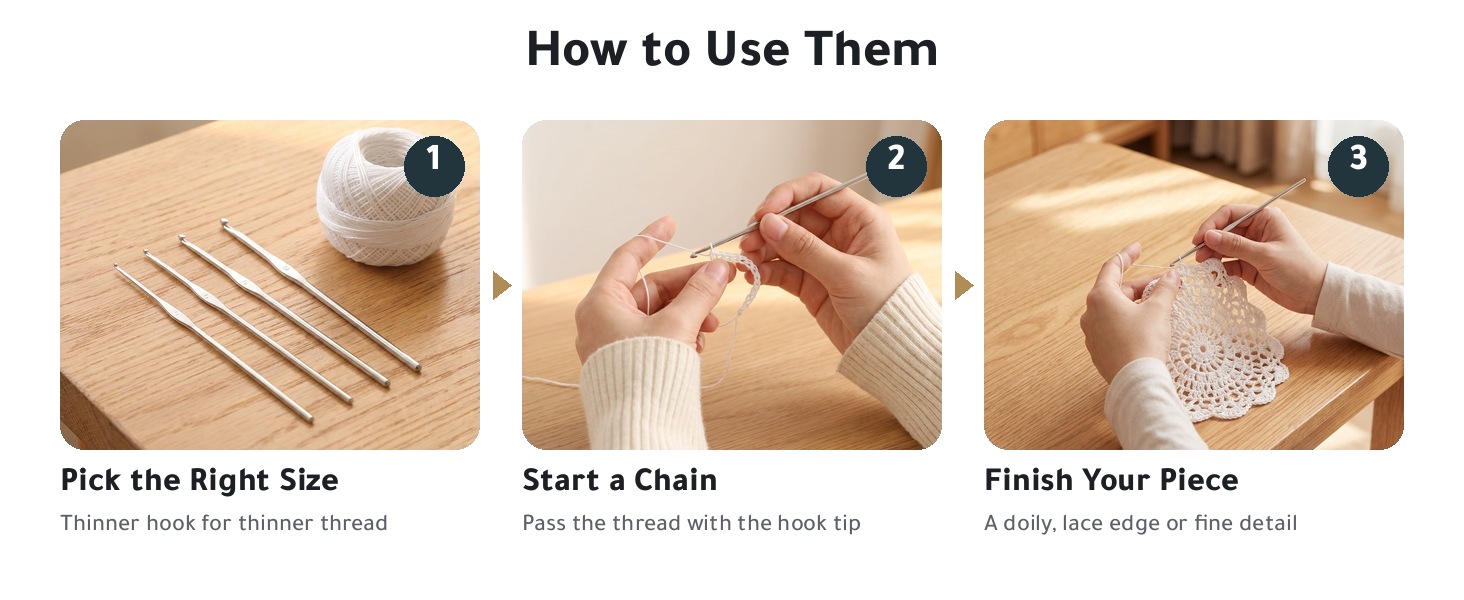 How to Use Them
1
2
3
Pick the Right Size
Thinner hook for thinner thread
Start a Chain
Pass the thread with the hook tip
Finish Your Piece
A doily, lace edge or fine detail